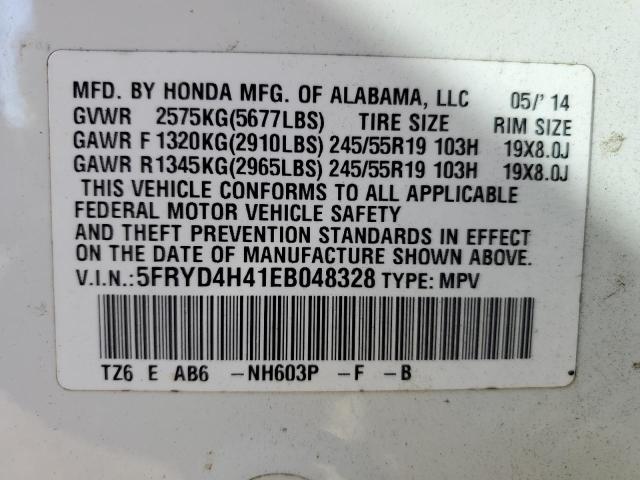 MFD. BY HONDA MFG. OF ALABAMA, LLC 05/'14
GVWR 2575KG(5677LBS) TIRE SIZE RIM SIZE
GAWR F 1320KG(2910LBS) 245/55R19 103H 19X8.0J
GAWR R1345KG(2965LBS) 245/55R19 103H 19X8.0J
THIS VEHICLE CONFORMS TO ALL APPLICABLE
FEDERAL MOTOR VEHICLE SAFETY
AND THEFT PREVENTION STANDARDS IN EFFECT
ON THE DATE OF MANUFACTURE SHOWN ABOVE.
V.I.N.:5FRYD4H41EB048328 TYPE: MPV
TZ6 E AB6 -NH603P -F -B